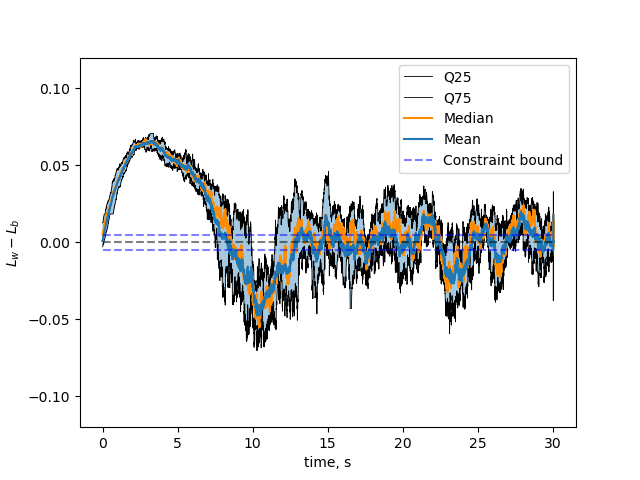 0.10
0.05
0.00
−0.05
−0.10
L_w − L_b
Q25
Q75
Median
Mean
Constraint bound
0 5 10 15 20 25 30
time, s